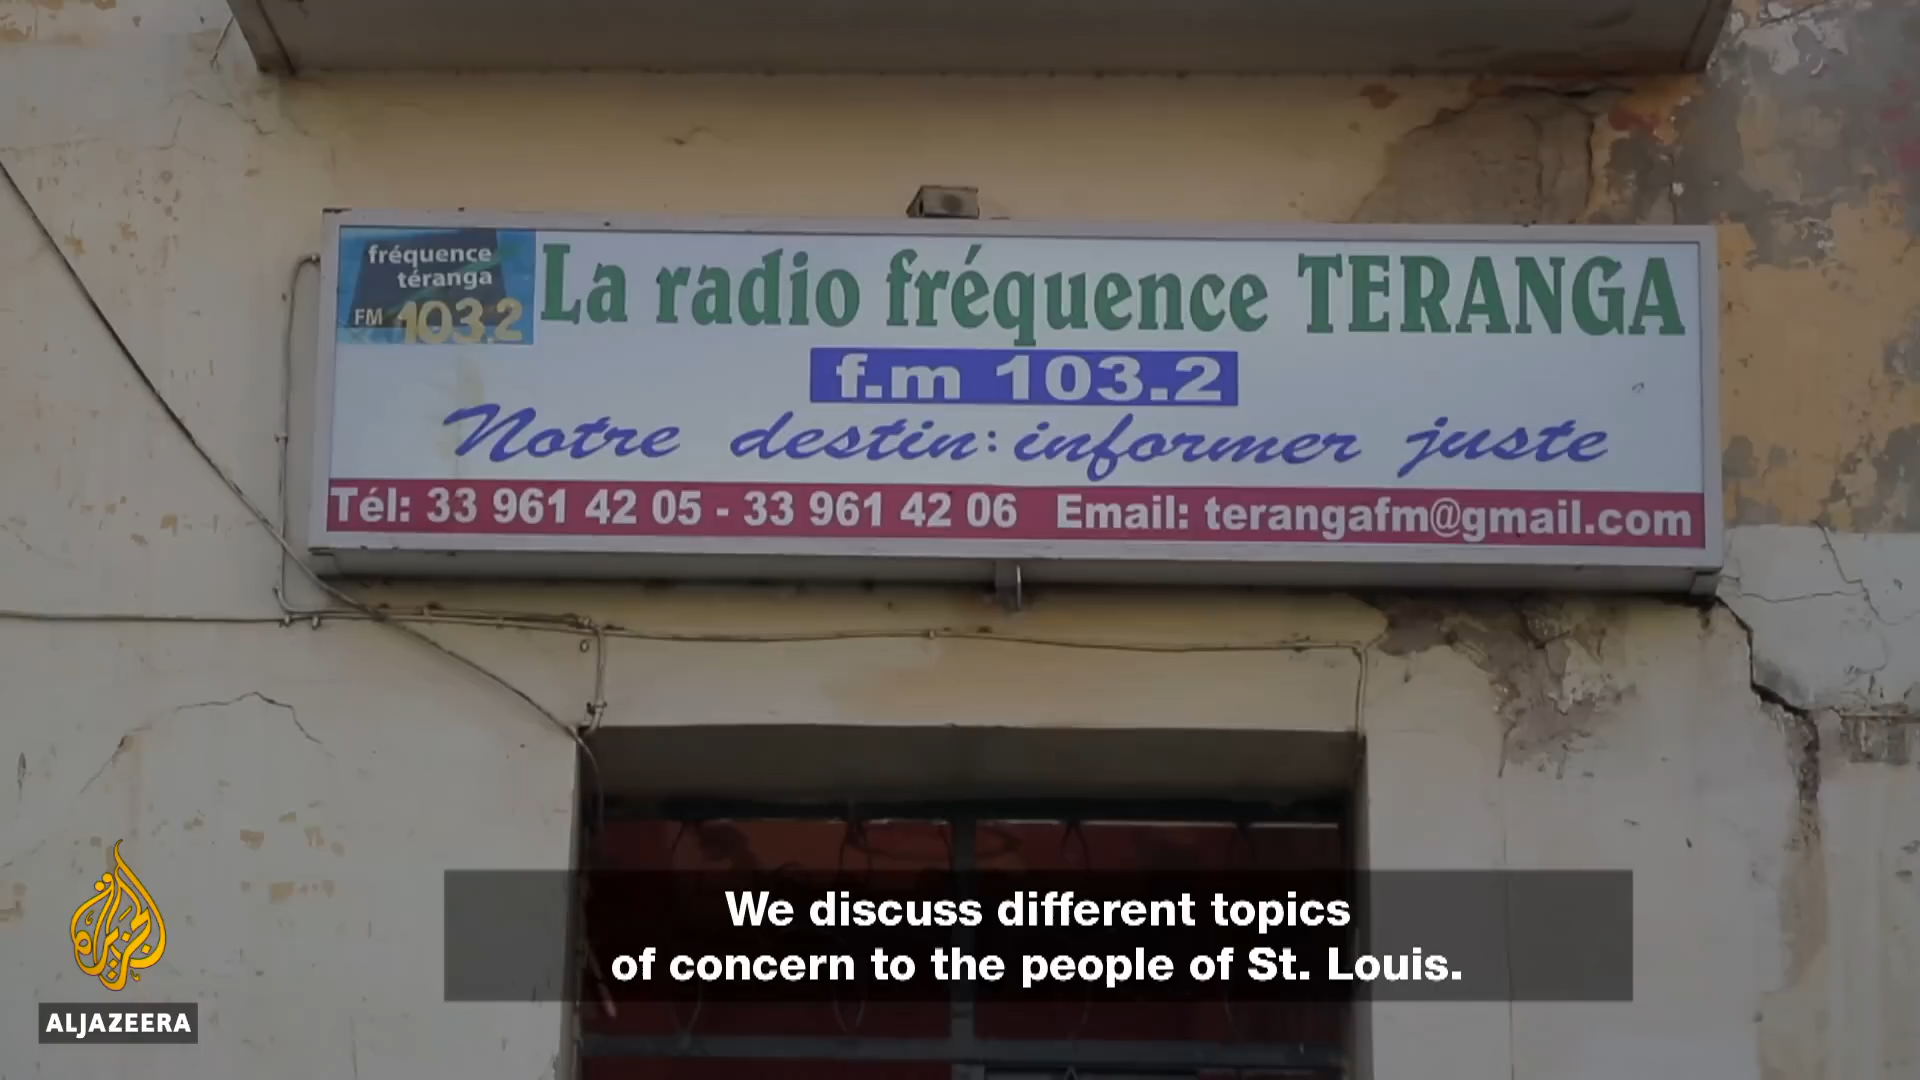 fréquence
téranga
FM 103.2
La radio fréquence TERANGA
f.m 103.2
Notre destin: informer juste
Tél: 33 961 42 05 - 33 961 42 06 Email: terangafm@gmail.com
We discuss different topics
of concern to the people of St. Louis.
الجزيرة
ALJAZEERA